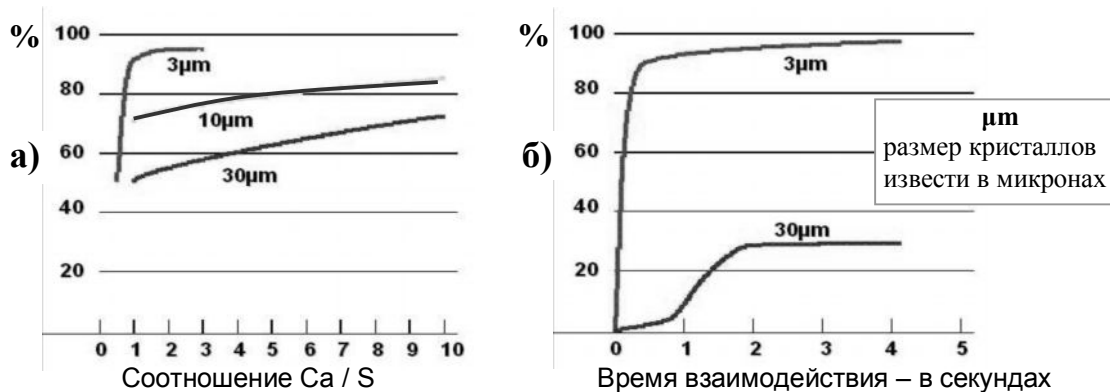 %
100
80
60
40
20
3µm
10µm
30µm
а)
0 1 2 3 4 5 6 7 8 9 10
Соотношение Ca / S
%
100
80
60
40
20
3µm
30µm
б)
0 1 2 3 4 5
Время взаимодействия – в секундах
µm
размер кристаллов
извести в микронах